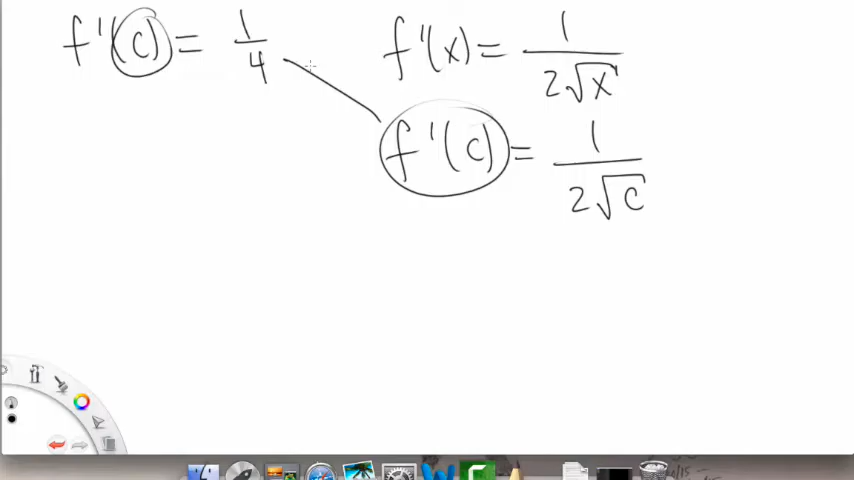 f'(c) = 1/4
f'(x) = 1/(2√x)
f'(c) = 1/(2√c)